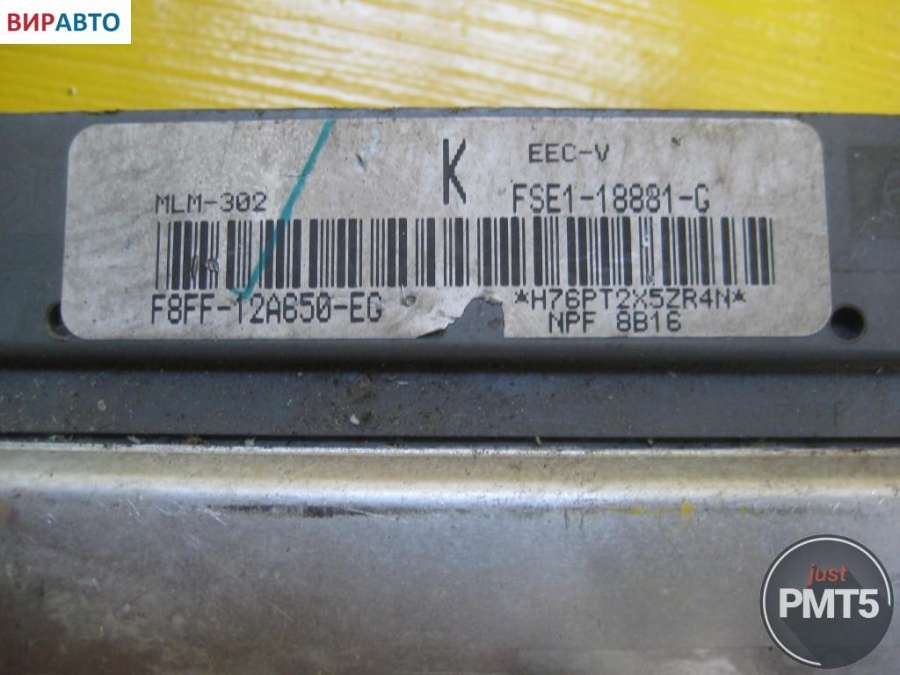 ВИРАВТО
K
EEC-V
MLM-302
FSE1-18881-G
F8FF-12A650-EG
*H76PT2X5ZR4N*
NPF 8B16
just
PMT5